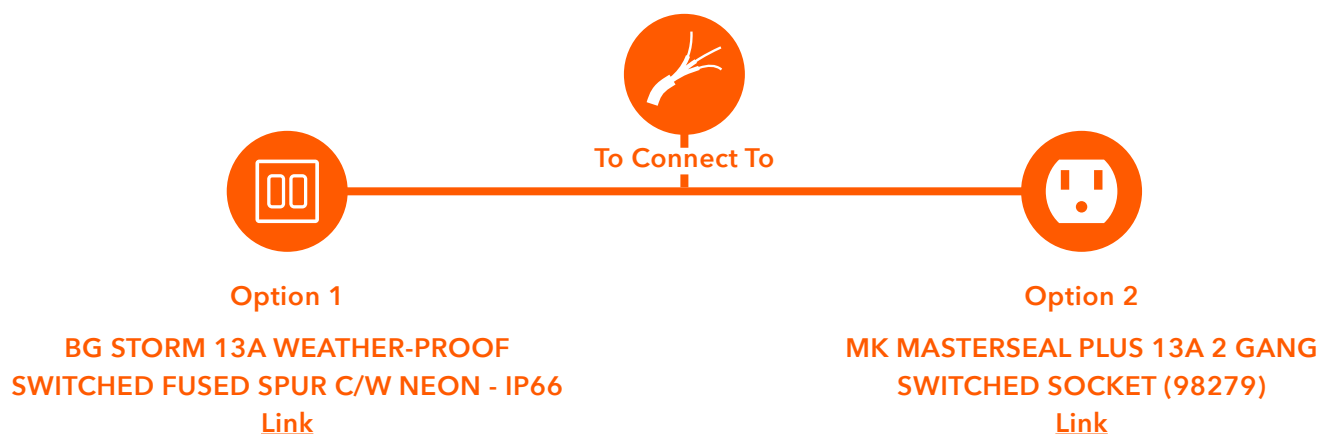 To Connect To
Option 1
BG STORM 13A WEATHER-PROOF
SWITCHED FUSED SPUR C/W NEON - IP66
Link
Option 2
MK MASTERSEAL PLUS 13A 2 GANG
SWITCHED SOCKET (98279)
Link